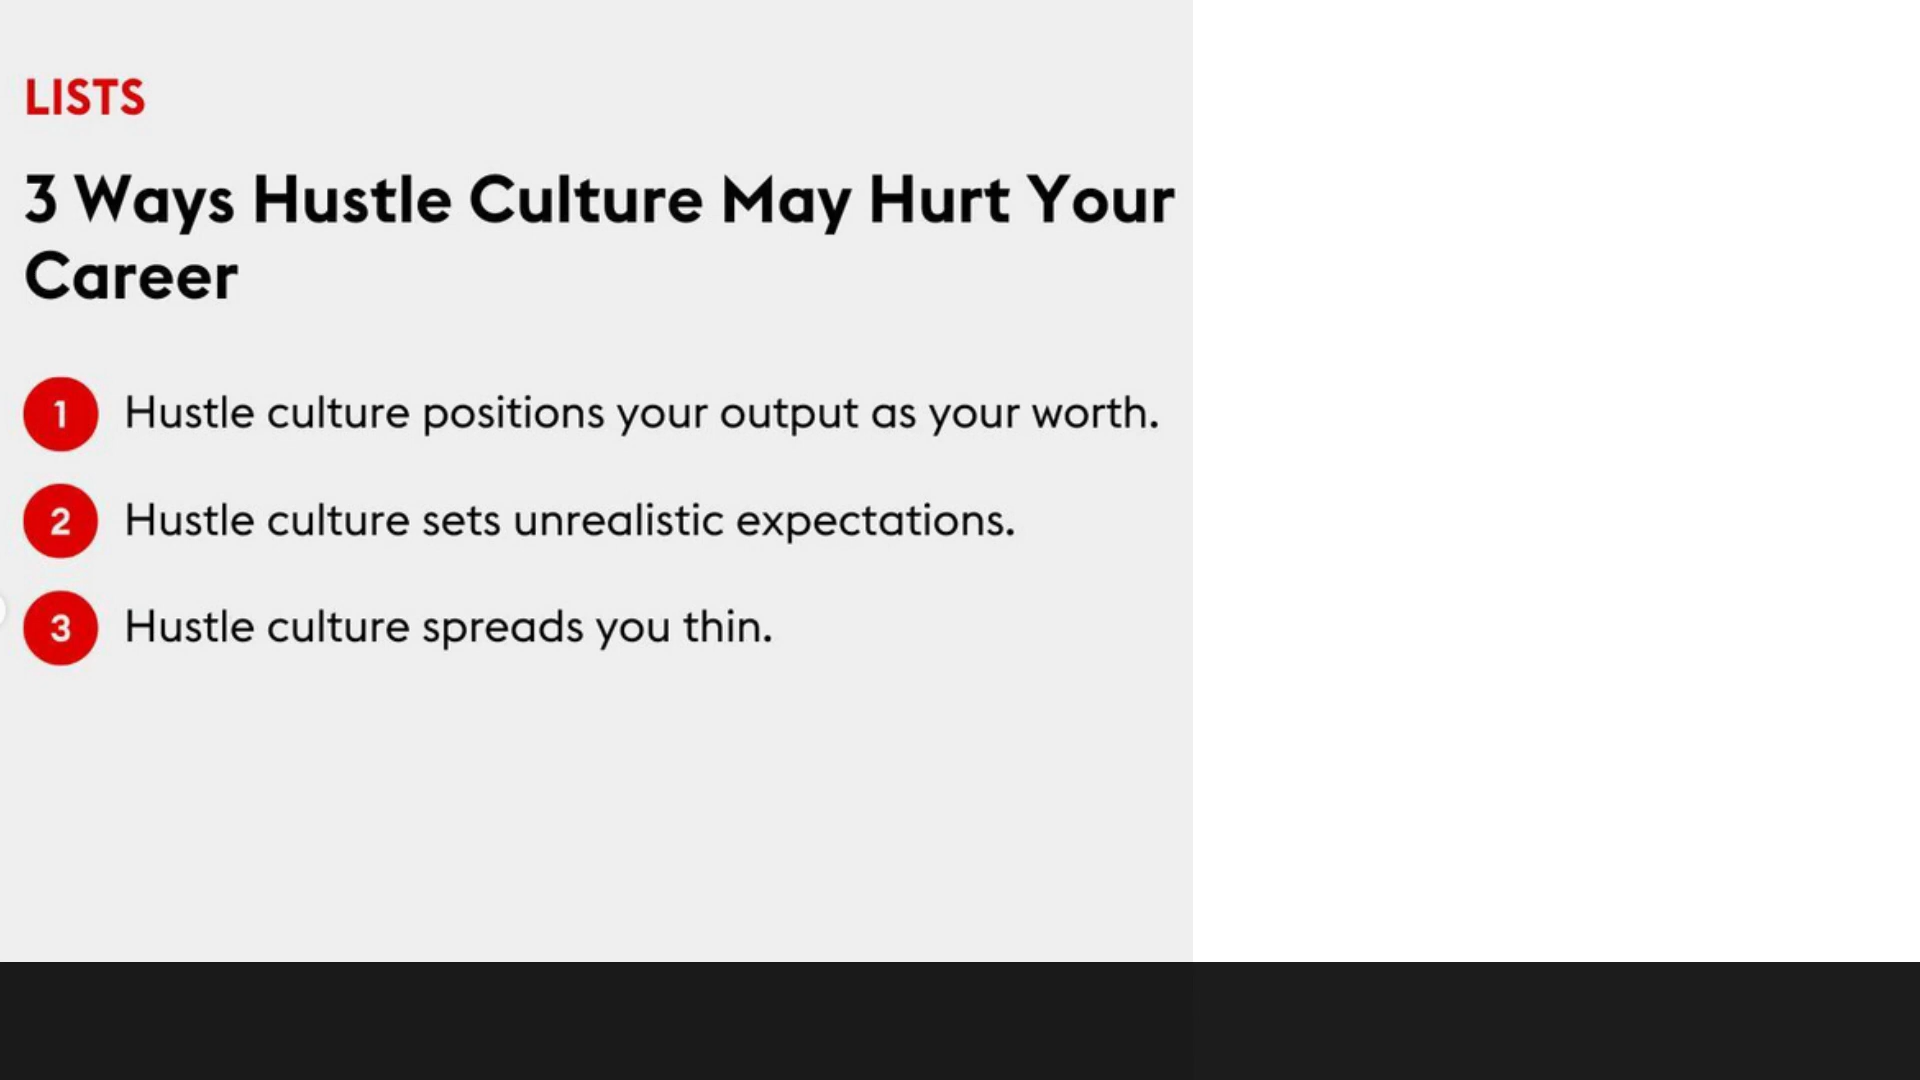 LISTS
3 Ways Hustle Culture May Hurt Your
Career
1 Hustle culture positions your output as your worth.
2 Hustle culture sets unrealistic expectations.
3 Hustle culture spreads you thin.